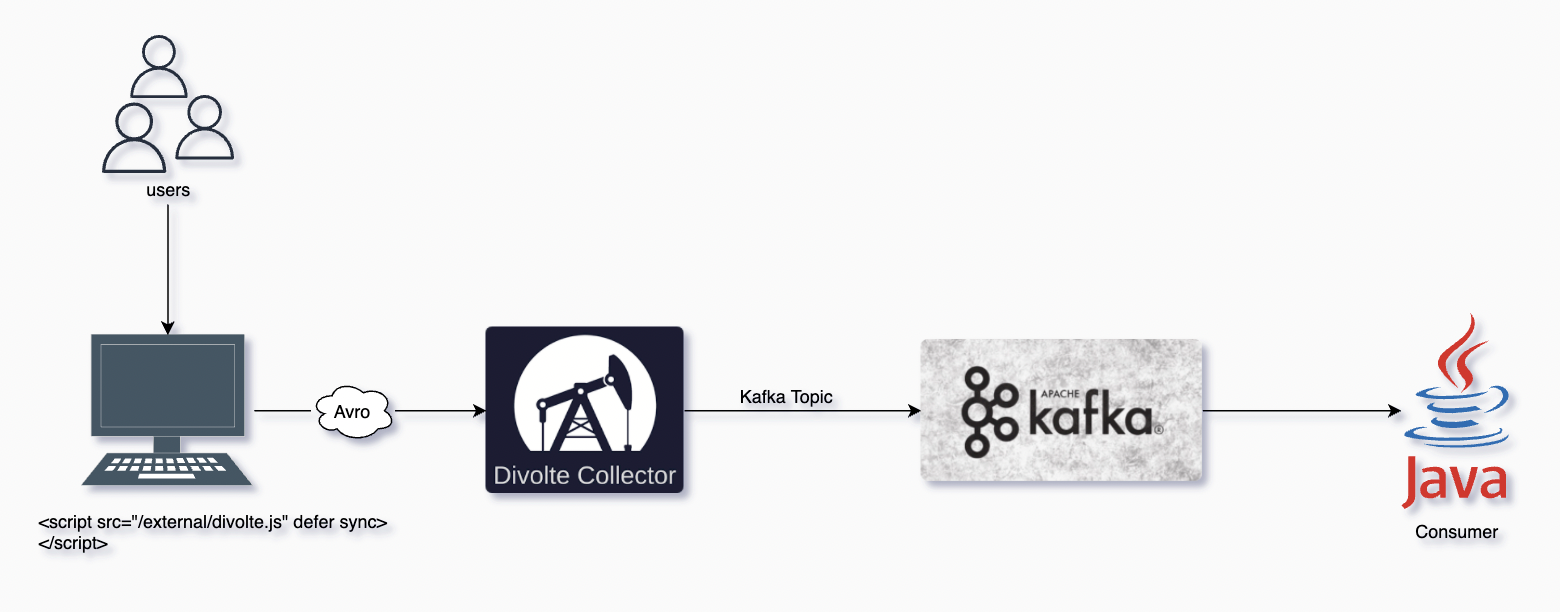 users
Avro
Divolte Collector
Kafka Topic
APACHE
kafka®
Java
Consumer
<script src="/external/divolte.js" defer sync>
</script>